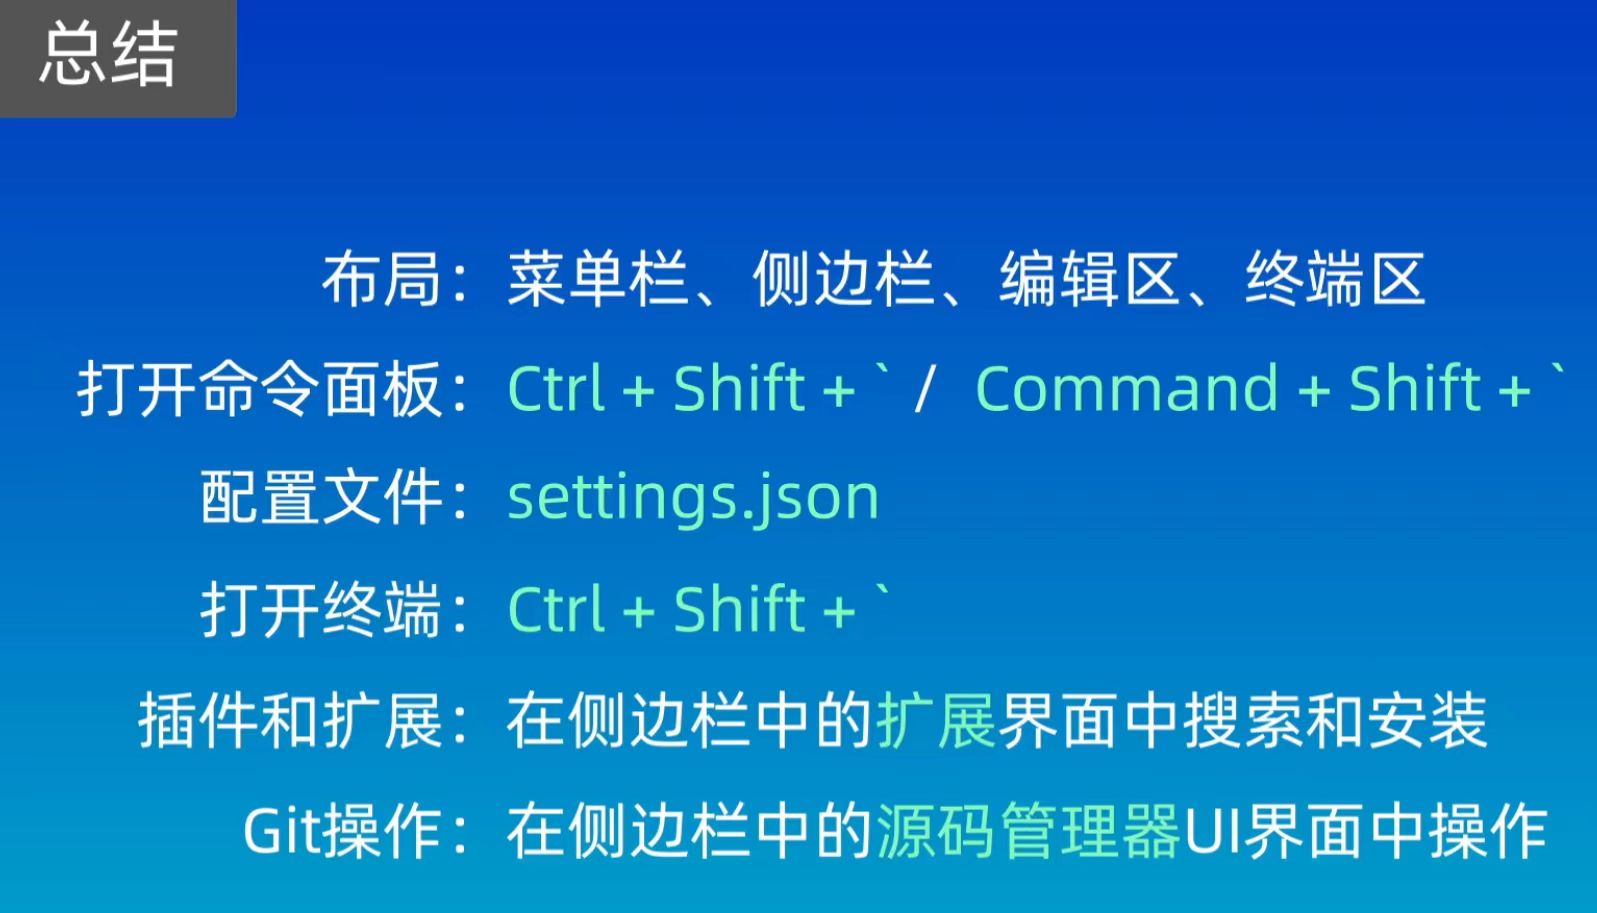 总结
布局：菜单栏、侧边栏、编辑区、终端区
打开命令面板：Ctrl + Shift + ` / Command + Shift + `
配置文件：settings.json
打开终端：Ctrl + Shift + `
插件和扩展：在侧边栏中的扩展界面中搜索和安装
Git操作：在侧边栏中的源码管理器UI界面中操作